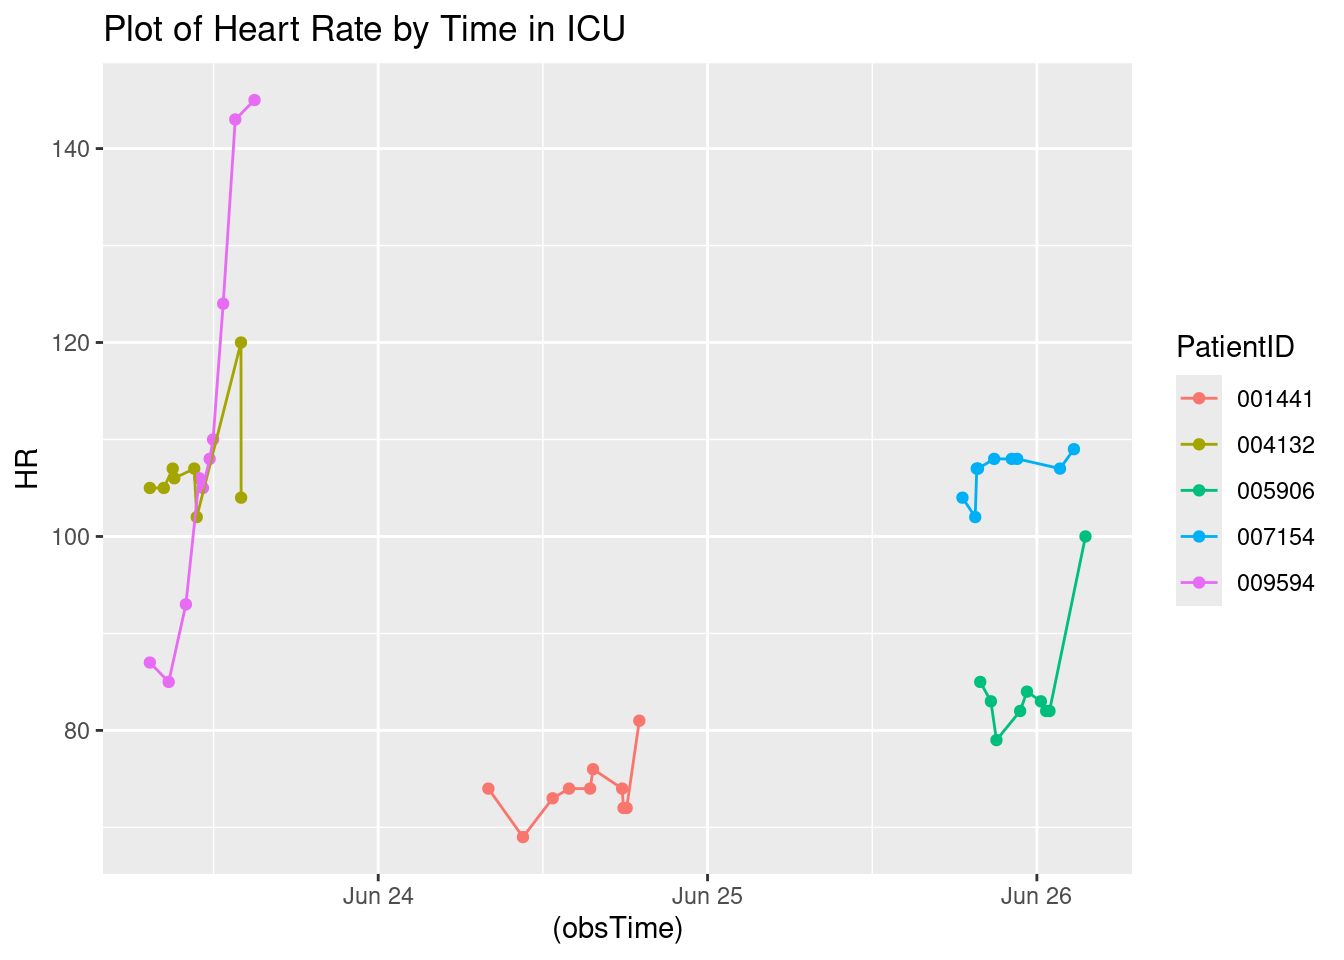 Plot of Heart Rate by Time in ICU
HR
140
120
100
80
Jun 24
Jun 25
Jun 26
(obsTime)
PatientID
001441
004132
005906
007154
009594